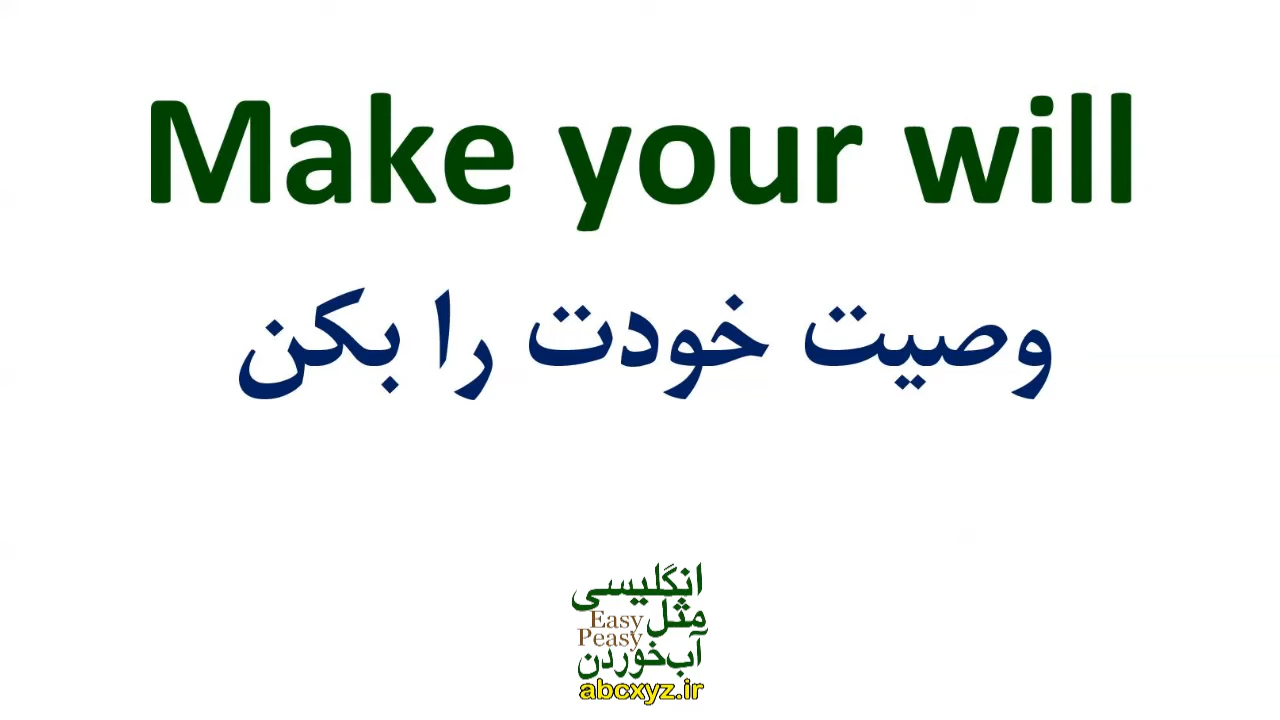 Make your will
وصیت خودت را بکن
انگلیسی
مثل Easy
Peasy
آب‌خوردن
abcxyz.ir